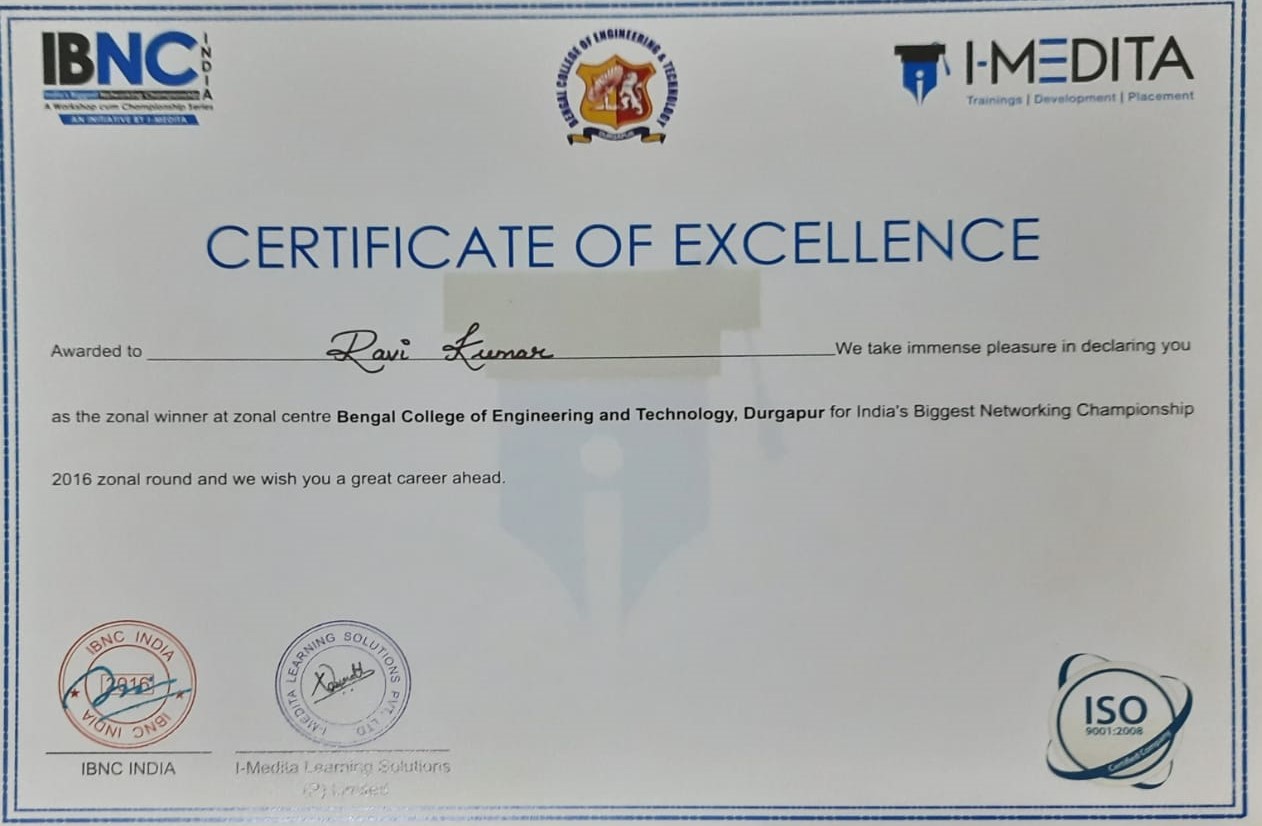 IBNC INDIA
India's Biggest Networking Championship
A Workshop cum Championship Series
AN INITIATIVE BY I-MEDITA
BENGAL COLLEGE OF ENGINEERING & TECHNOLOGY
DURGAPUR
I-MEDITA
Trainings | Development | Placement
CERTIFICATE OF EXCELLENCE
Awarded to Ravi Kumar We take immense pleasure in declaring you
as the zonal winner at zonal centre Bengal College of Engineering and Technology, Durgapur for India's Biggest Networking Championship
2016 zonal round and we wish you a great career ahead.
IBNC INDIA
2016
IBNC INDIA
I-MEDITA LEARNING SOLUTIONS PVT. LTD.
ISO
9001:2008
Certified Company
IBNC INDIA
I-Medita Learning Solutions
(P) Limited